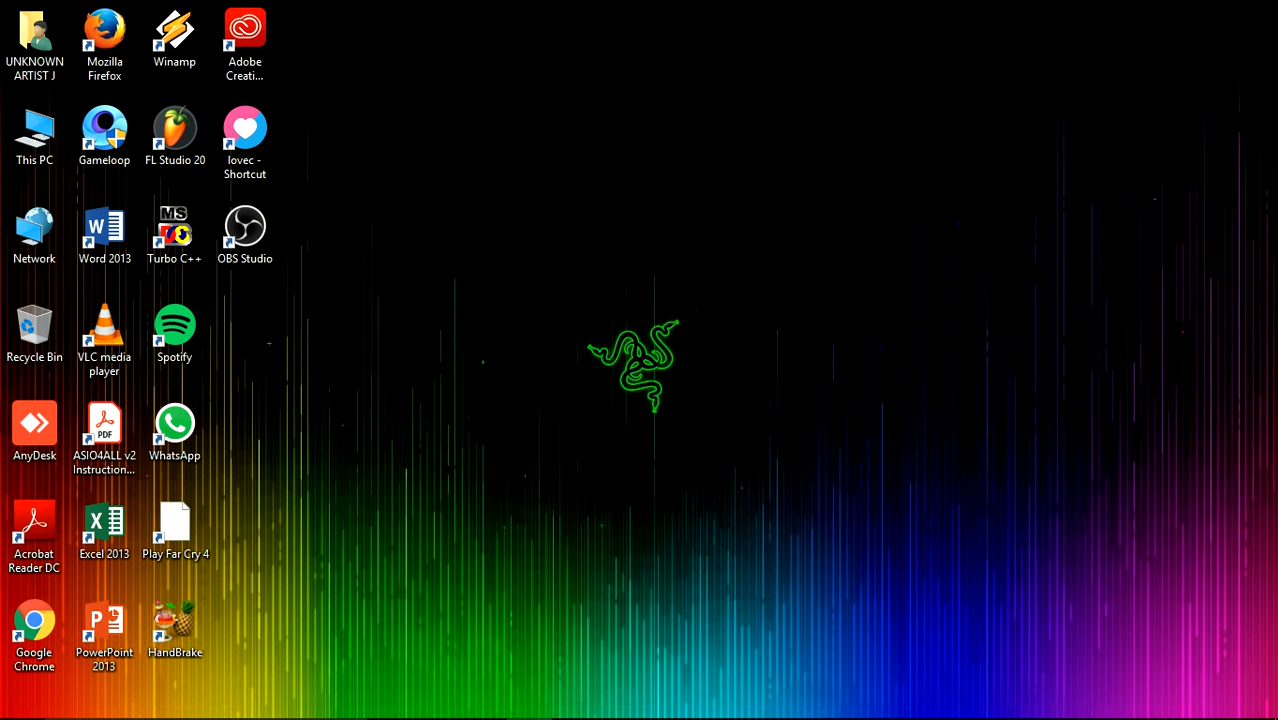 UNKNOWN
ARTIST J
Mozilla
Firefox
Winamp
Adobe
Creati...
This PC
Gameloop
FL Studio 20
lovec -
Shortcut
Network
Word 2013
MS
DOS
Turbo C++
OBS Studio
Recycle Bin
VLC media
player
Spotify
AnyDesk
PDF
ASIO4ALL v2
Instruction...
WhatsApp
Acrobat
Reader DC
Excel 2013
Play Far Cry 4
Google
Chrome
PowerPoint
2013
HandBrake